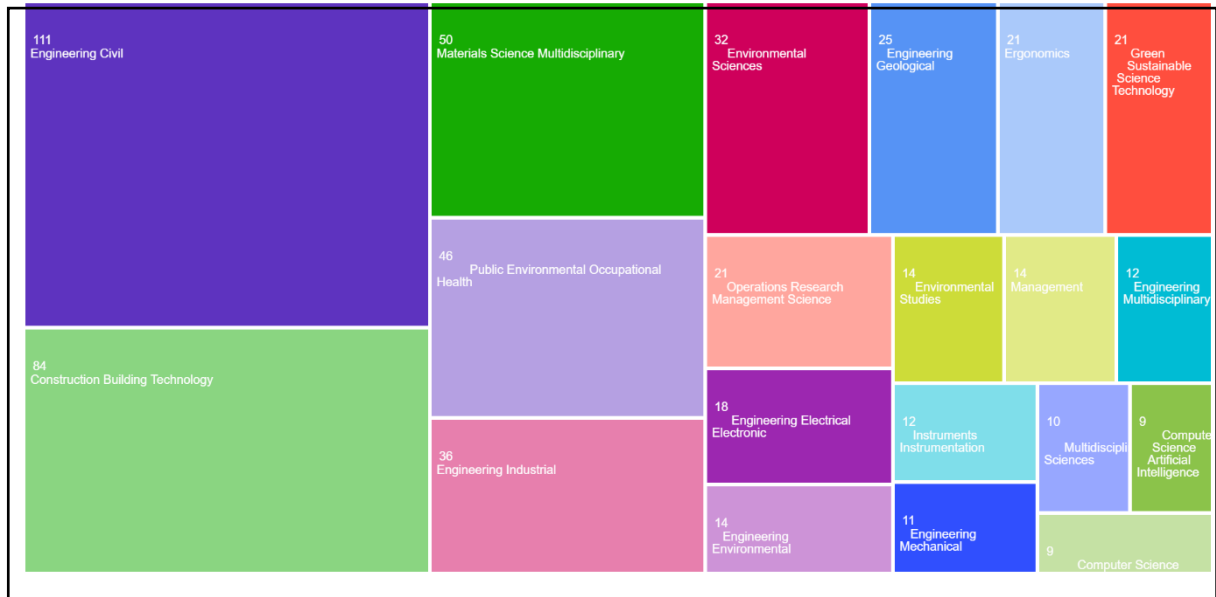 111
Engineering Civil
84
Construction Building Technology
50
Materials Science Multidisciplinary
46
Public Environmental Occupational
Health
36
Engineering Industrial
32
Environmental
Sciences
25
Engineering
Geological
21
Ergonomics
21
Green
Sustainable
Science
Technology
21
Operations Research
Management Science
14
Environmental
Studies
14
Management
12
Engineering
Multidisciplinary
18
Engineering Electrical
Electronic
12
Instruments
Instrumentation
10
Multidiscipli
Sciences
9
Compute
Science
Artificial
Intelligence
14
Engineering
Environmental
11
Engineering
Mechanical
9
Computer Science